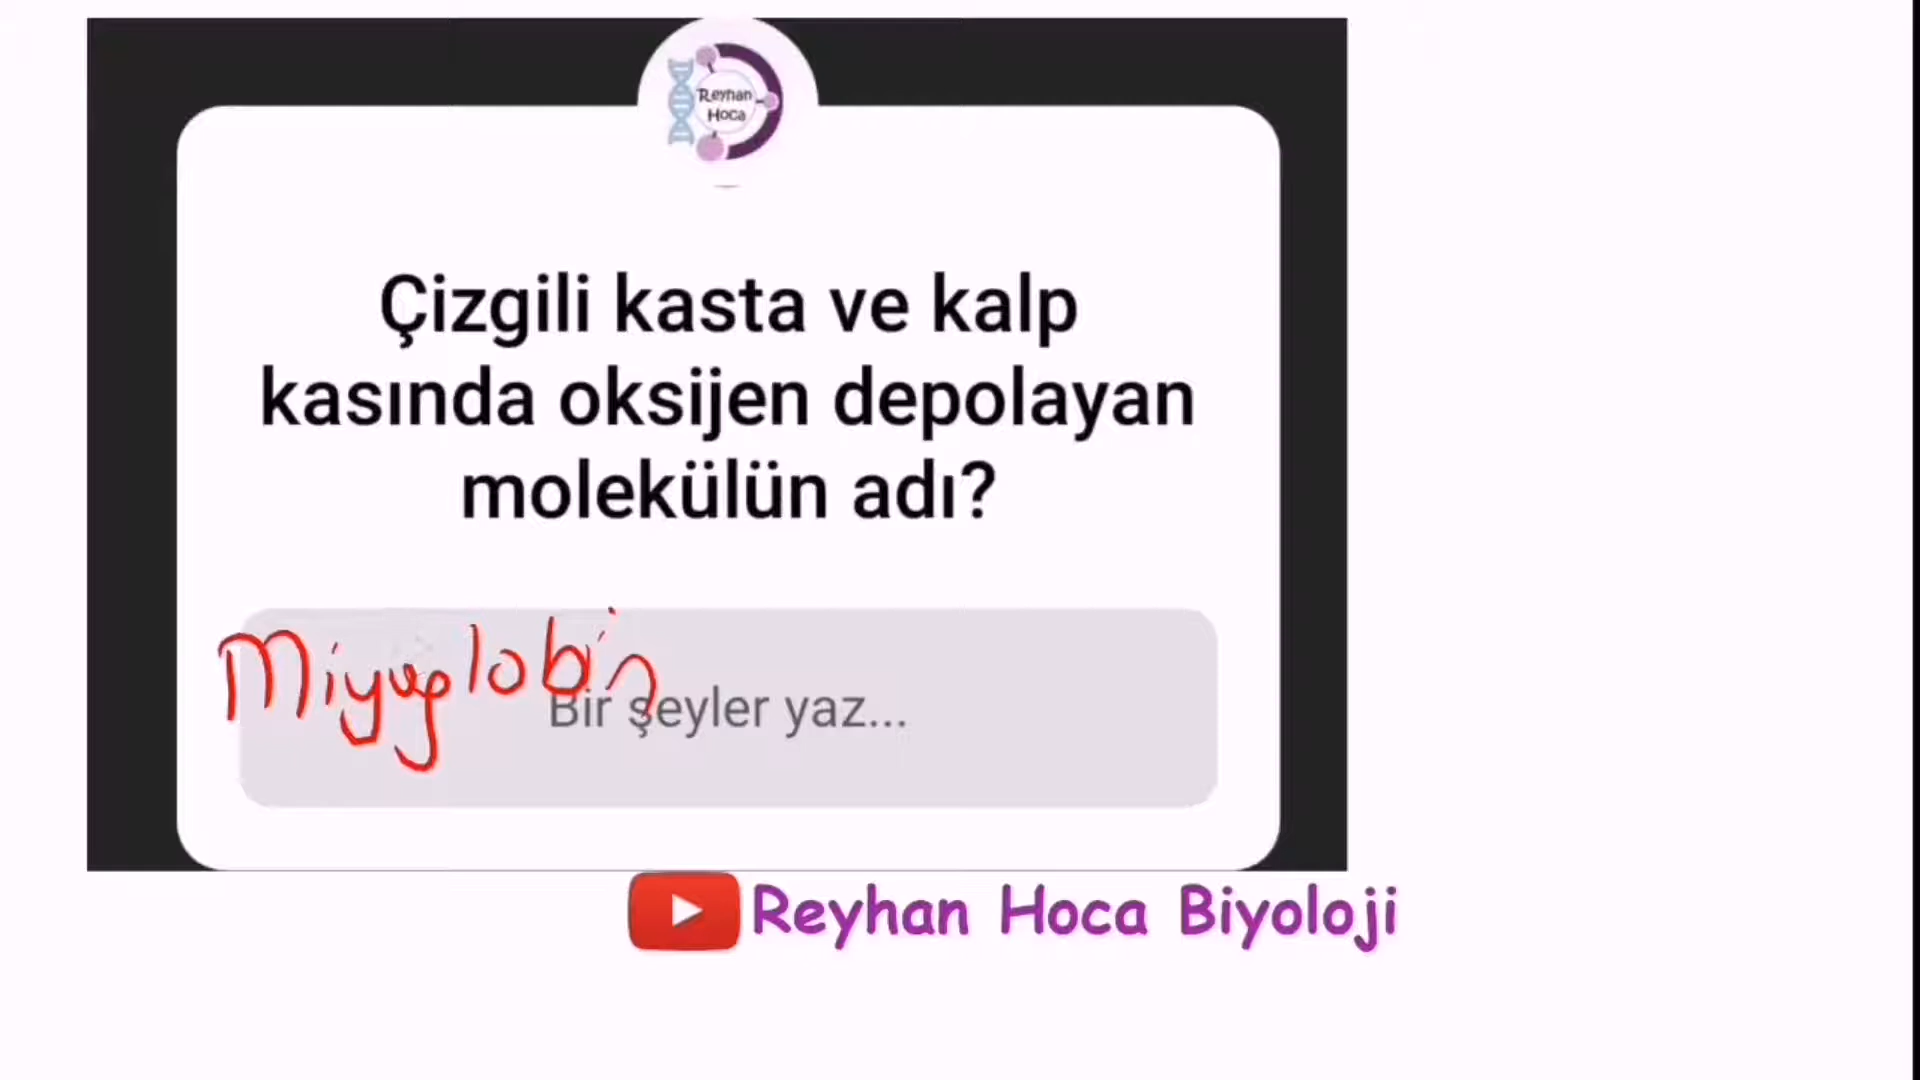 Reyhan
Hoca
Çizgili kasta ve kalp
kasında oksijen depolayan
molekülün adı?
Miyoglobin
Bir şeyler yaz...
Reyhan Hoca Biyoloji